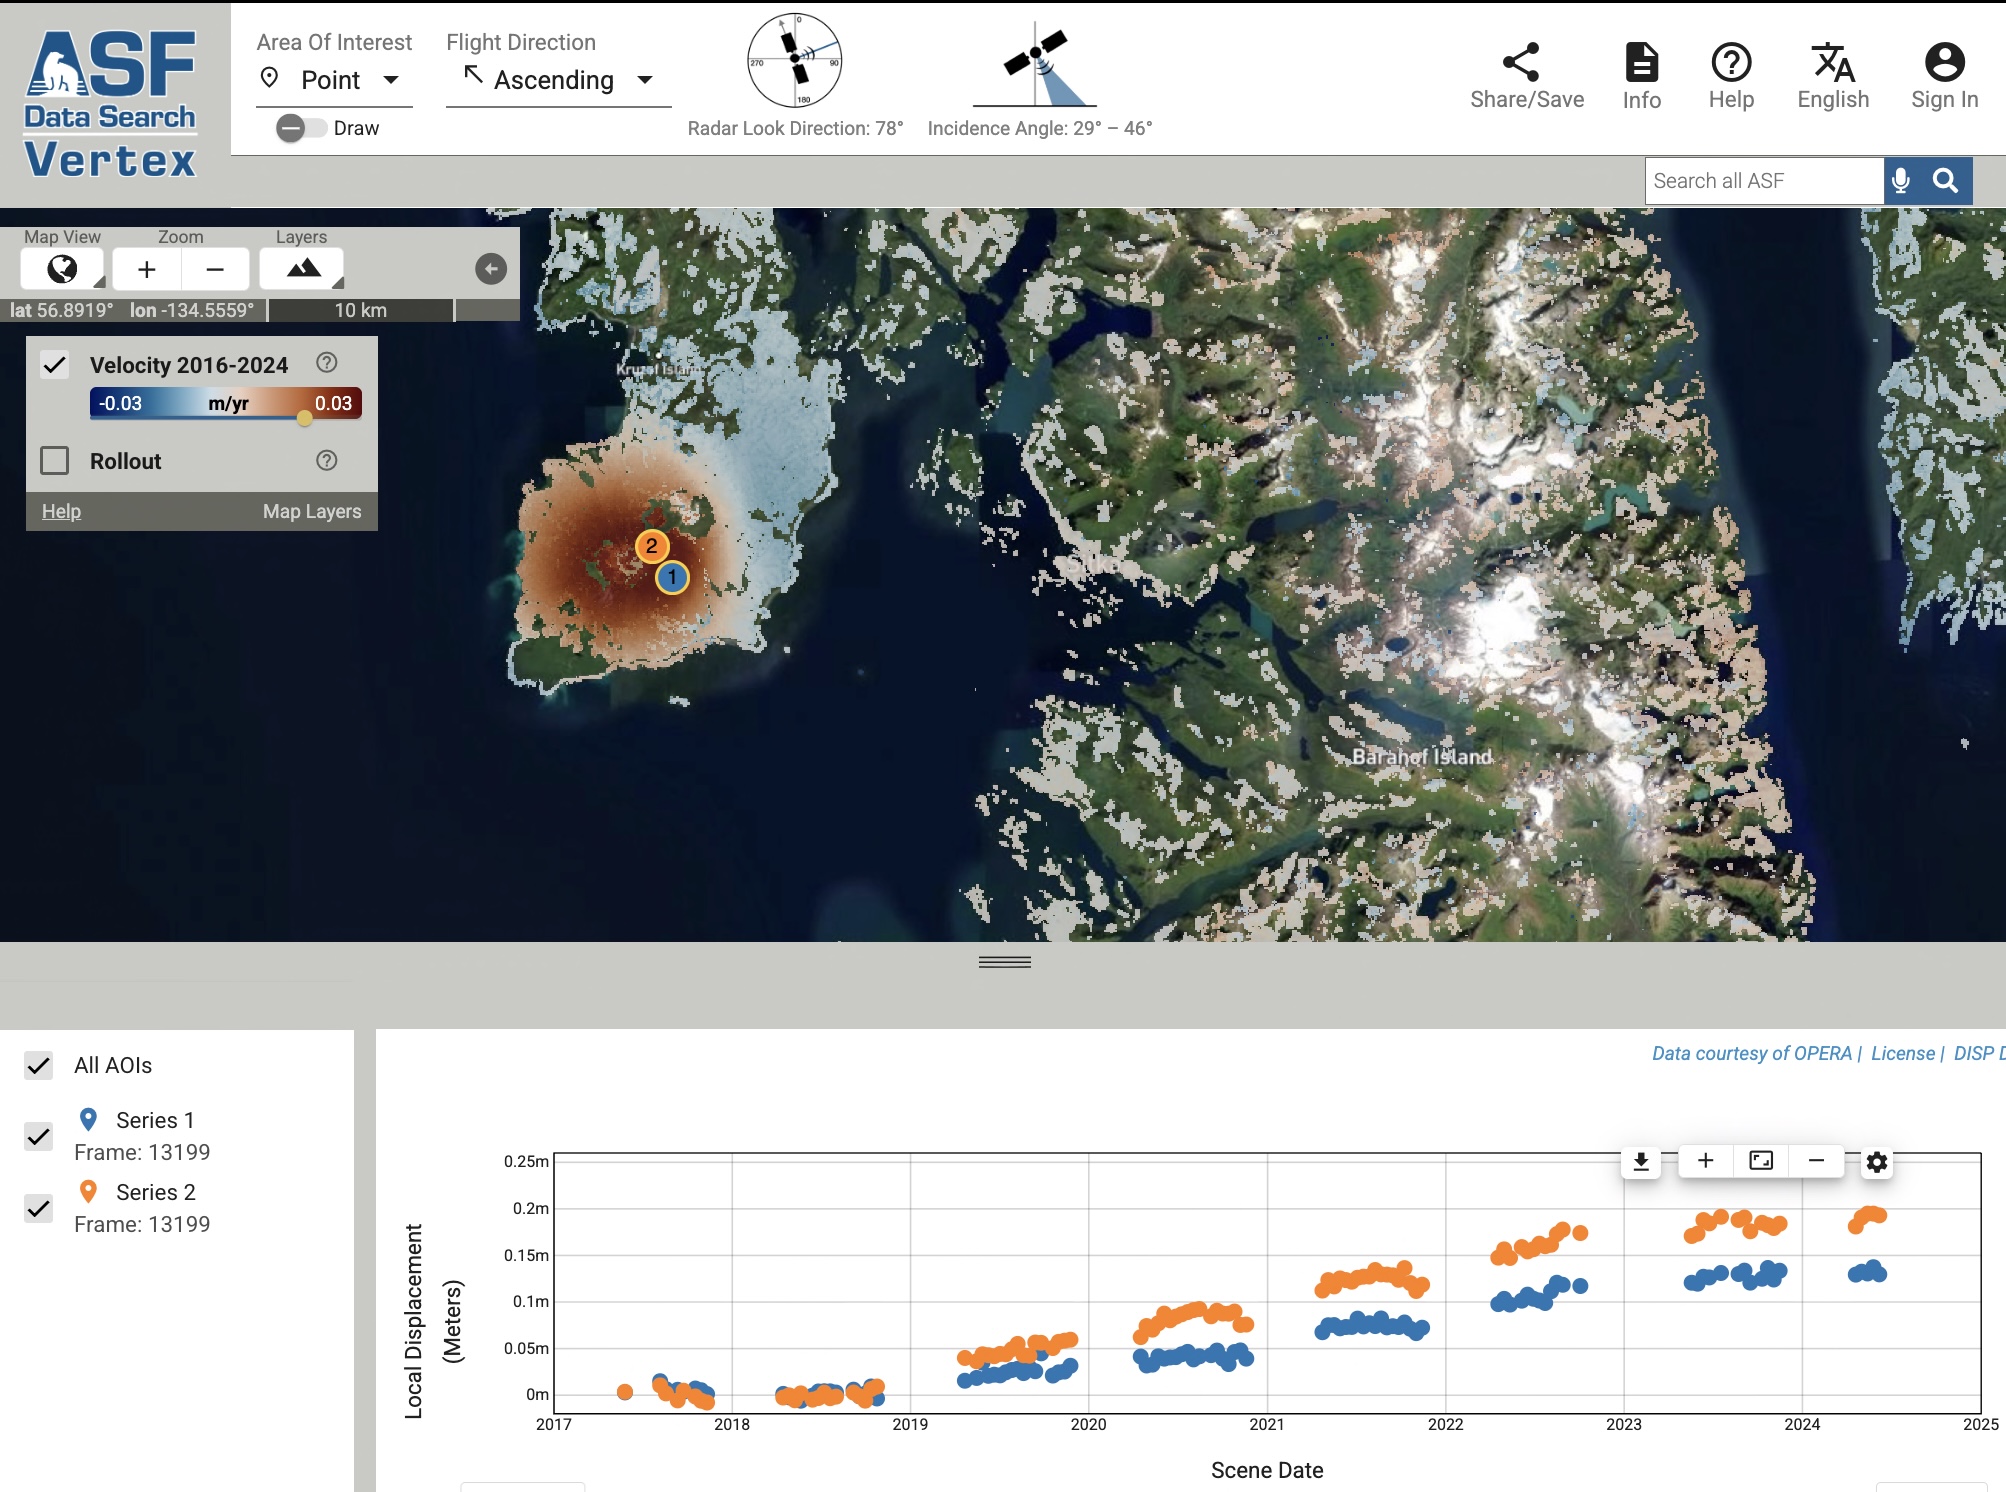 ASF
Data Search
Vertex
Area Of Interest
Point
Draw
Flight Direction
Ascending
0
90
180
270
Radar Look Direction: 78°
Incidence Angle: 29° – 46°
Share/Save
Info
Help
English
Sign In
Search all ASF
Map View
Zoom
Layers
+
−
lat 56.8919° lon -134.5559°
10 km
Velocity 2016-2024
-0.03 m/yr 0.03
Rollout
Help
Map Layers
Kruzof Island
2
1
Sitka
Baranof Island
All AOIs
Series 1
Frame: 13199
Series 2
Frame: 13199
Data courtesy of OPERA | License | DISP D
+
−
Local Displacement
(Meters)
0.25m
0.2m
0.15m
0.1m
0.05m
0m
2017 2018 2019 2020 2021 2022 2023 2024 2025
Scene Date